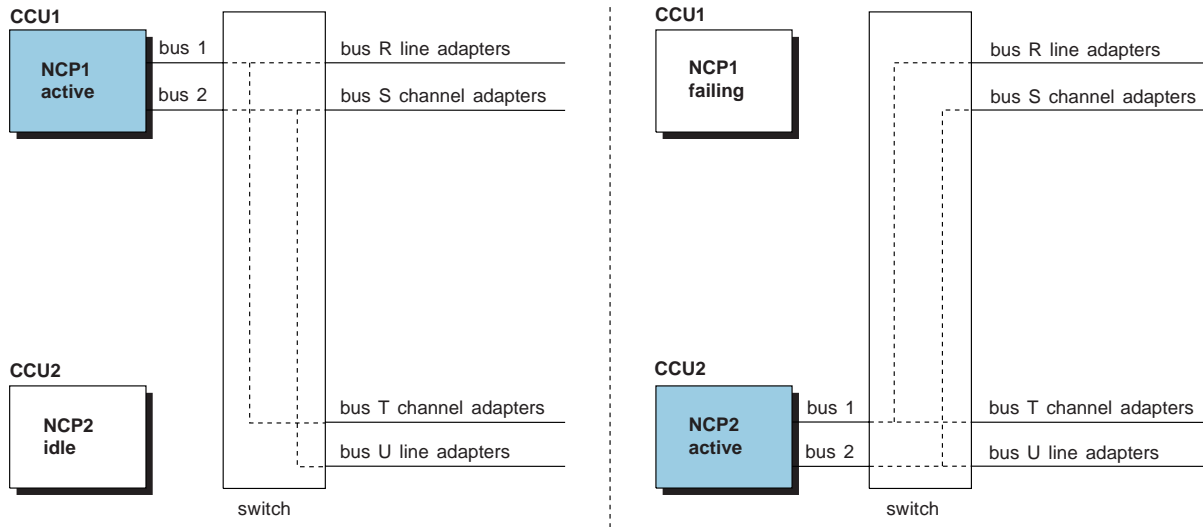 CCU1
NCP1
active
bus 1
bus 2
bus R line adapters
bus S channel adapters
CCU2
NCP2
idle
bus T channel adapters
bus U line adapters
switch
CCU1
NCP1
failing
bus R line adapters
bus S channel adapters
CCU2
NCP2
active
bus 1
bus 2
bus T channel adapters
bus U line adapters
switch